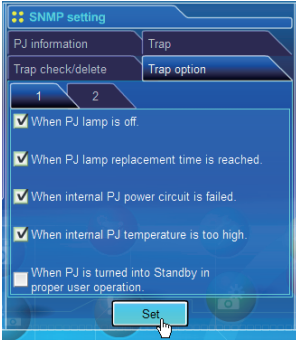 SNMP setting
PJ information
Trap
Trap check/delete
Trap option
1
2
When PJ lamp is off.
When PJ lamp replacement time is reached.
When internal PJ power circuit is failed.
When internal PJ temperature is too high.
When PJ is turned into Standby in
proper user operation.
Set